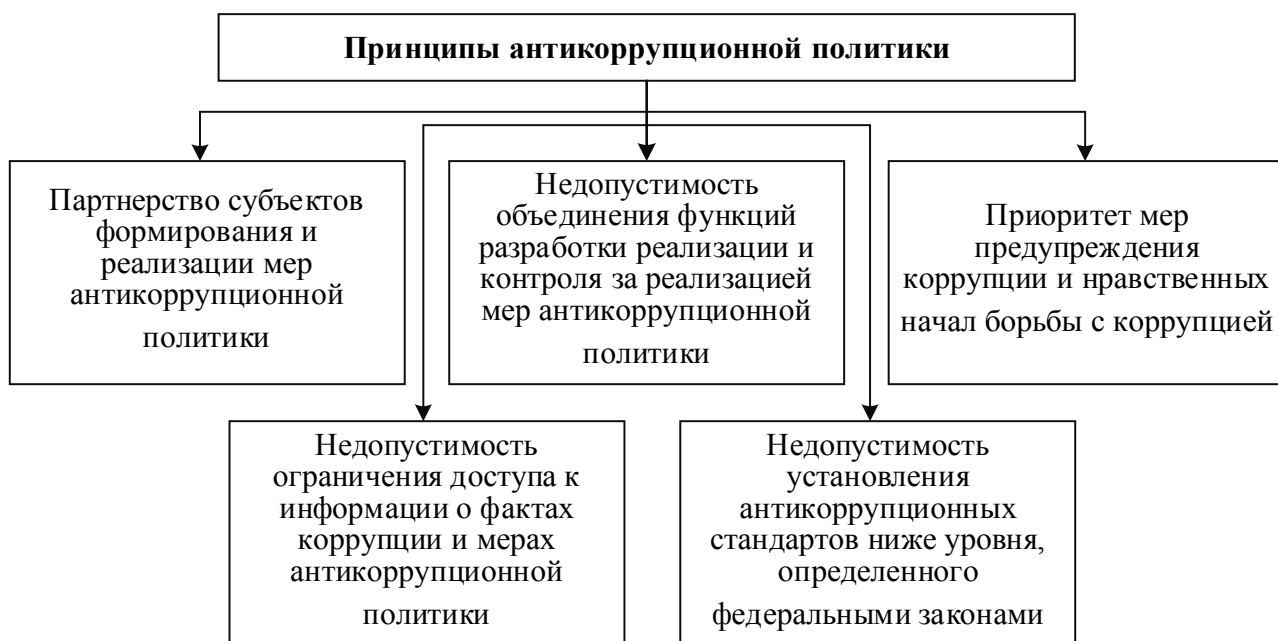 Принципы антикоррупционной политики
Партнерство субъектов
формирования и
реализации мер
антикоррупционной
политики
Недопустимость
объединения функций
разработки реализации и
контроля за реализацией
мер антикоррупционной
политики
Приоритет мер
предупреждения
коррупции и нравственных
начал борьбы с коррупцией
Недопустимость
ограничения доступа к
информации о фактах
коррупции и мерах
антикоррупционной
политики
Недопустимость
установления
антикоррупционных
стандартов ниже уровня,
определенного
федеральными законами